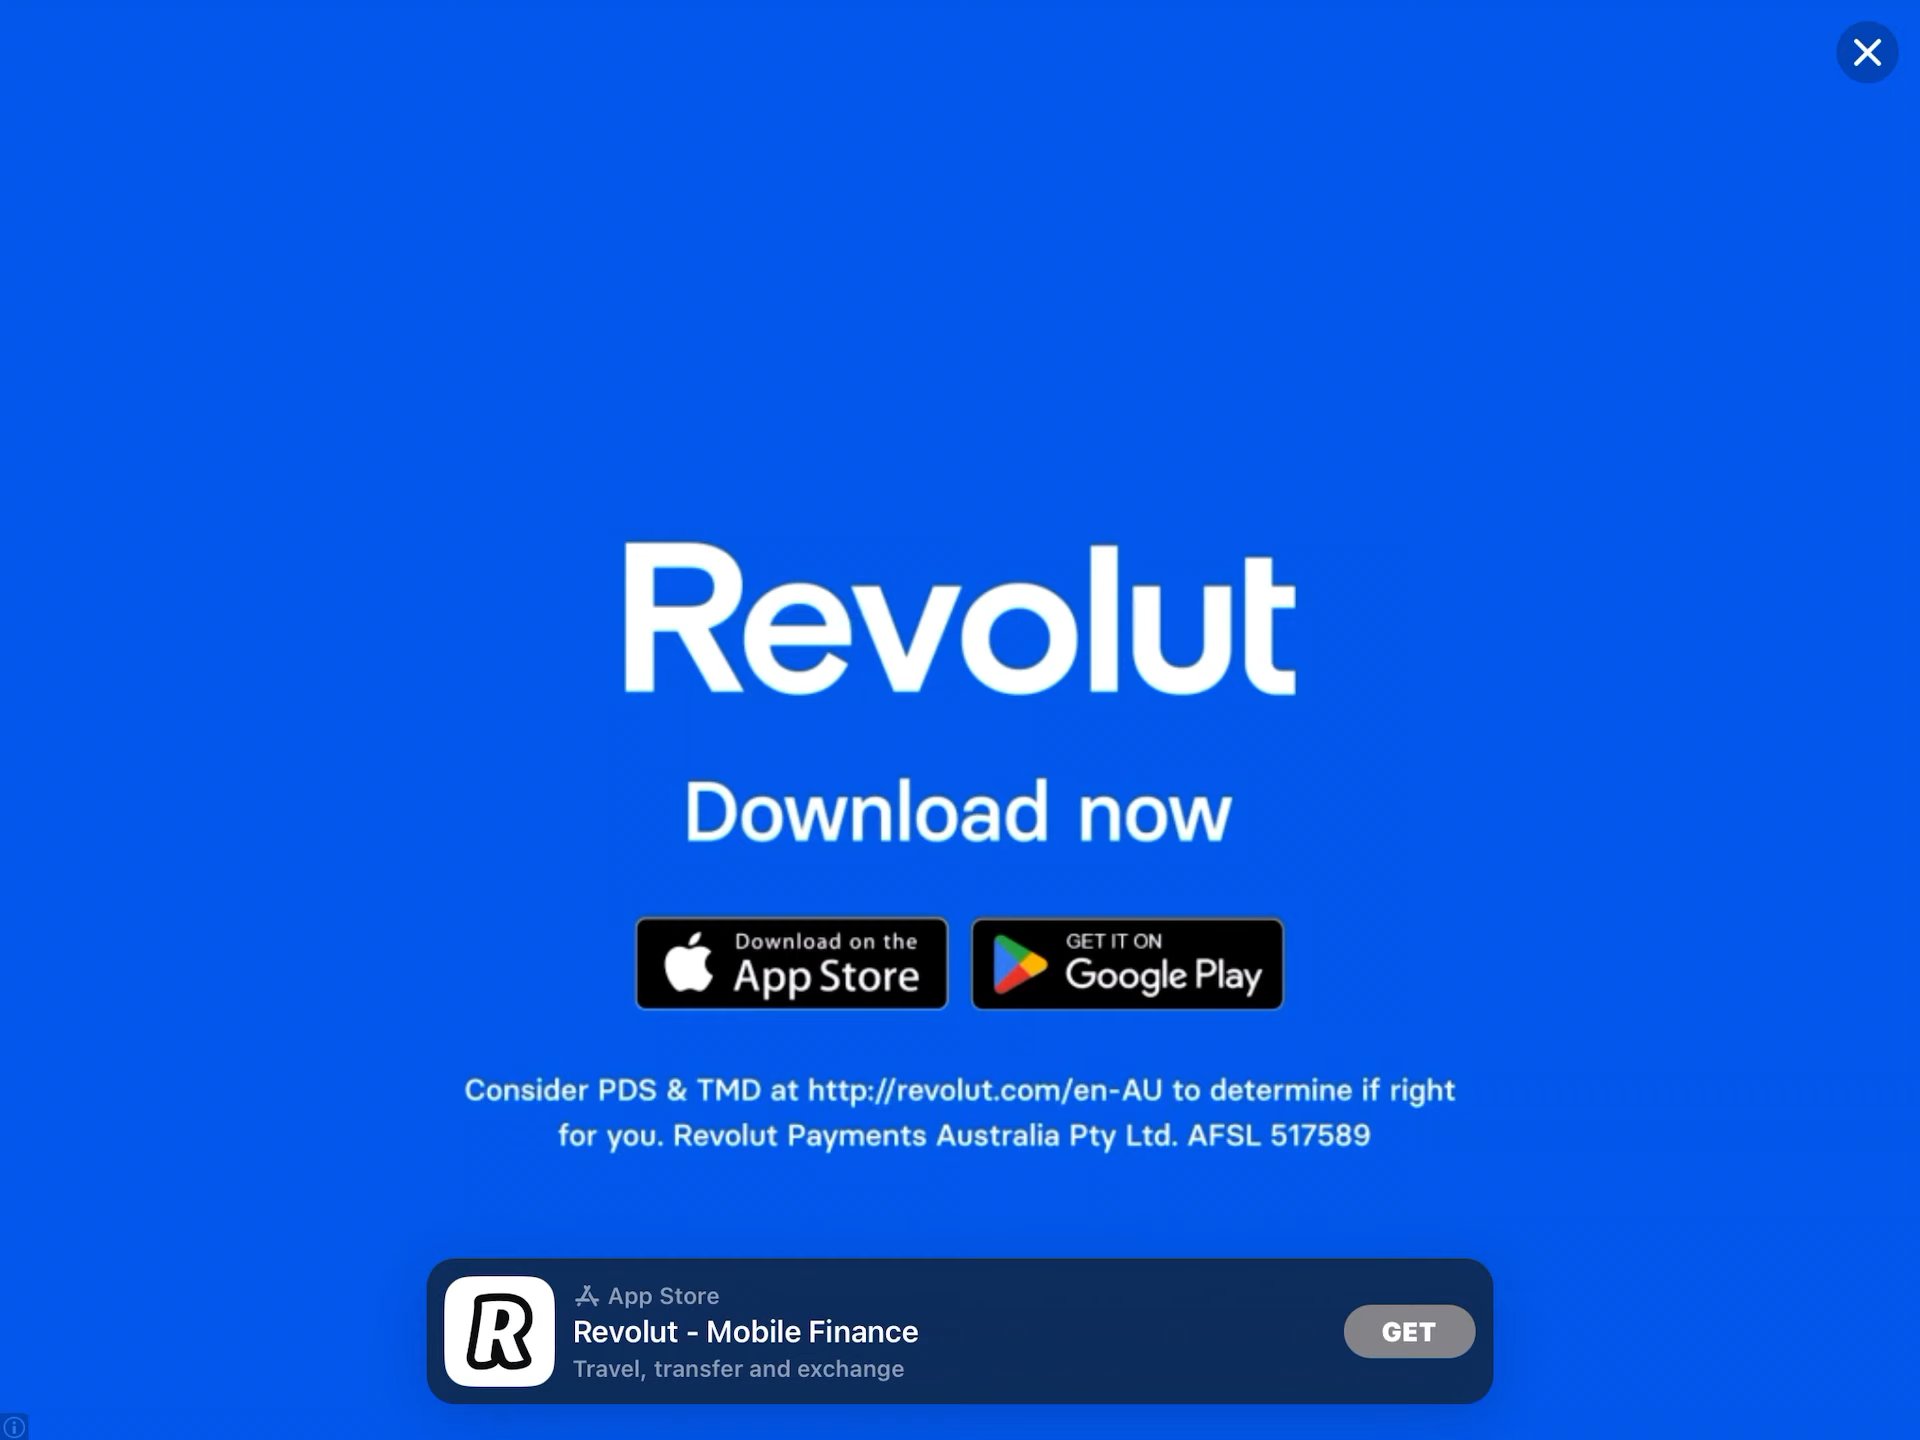 Revolut
Download now
Download on the
App Store
GET IT ON
Google Play
Consider PDS & TMD at http://revolut.com/en-AU to determine if right
for you. Revolut Payments Australia Pty Ltd. AFSL 517589
R
App Store
Revolut - Mobile Finance
Travel, transfer and exchange
GET